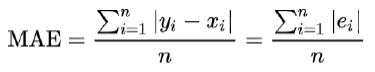 MAE = \frac{\sum_{i=1}^{n} |y_i - x_i|}{n} = \frac{\sum_{i=1}^{n} |e_i|}{n}